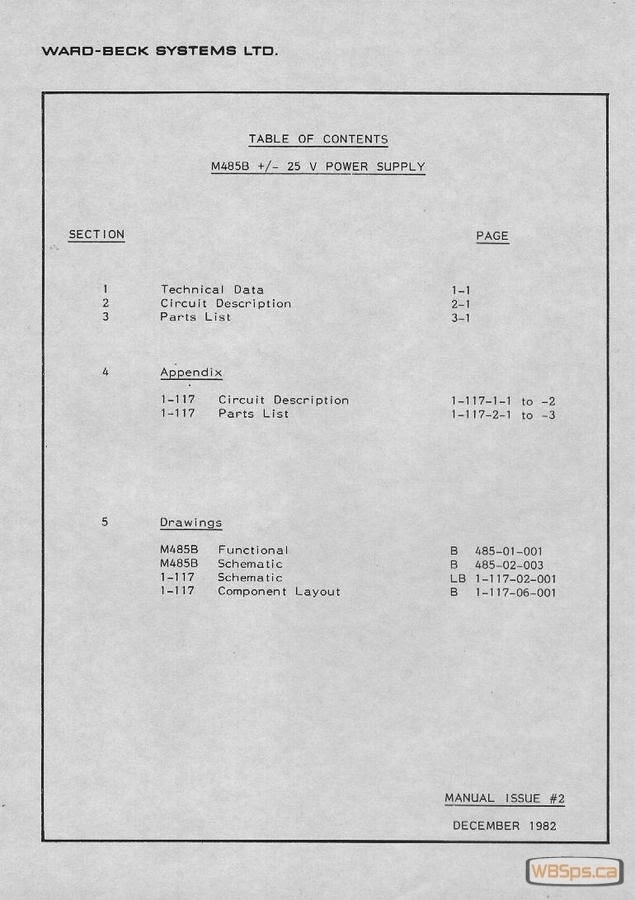 WARD-BECK SYSTEMS LTD.
TABLE OF CONTENTS
M485B +/- 25 V POWER SUPPLY
SECTION PAGE
1 Technical Data 1-1
2 Circuit Description 2-1
3 Parts List 3-1
4 Appendix
1-117 Circuit Description 1-117-1-1 to -2
1-117 Parts List 1-117-2-1 to -3
5 Drawings
M485B Functional B 485-01-001
M485B Schematic B 485-02-003
1-117 Schematic LB 1-117-02-001
1-117 Component Layout B 1-117-06-001
MANUAL ISSUE #2
DECEMBER 1982
WBSps.ca